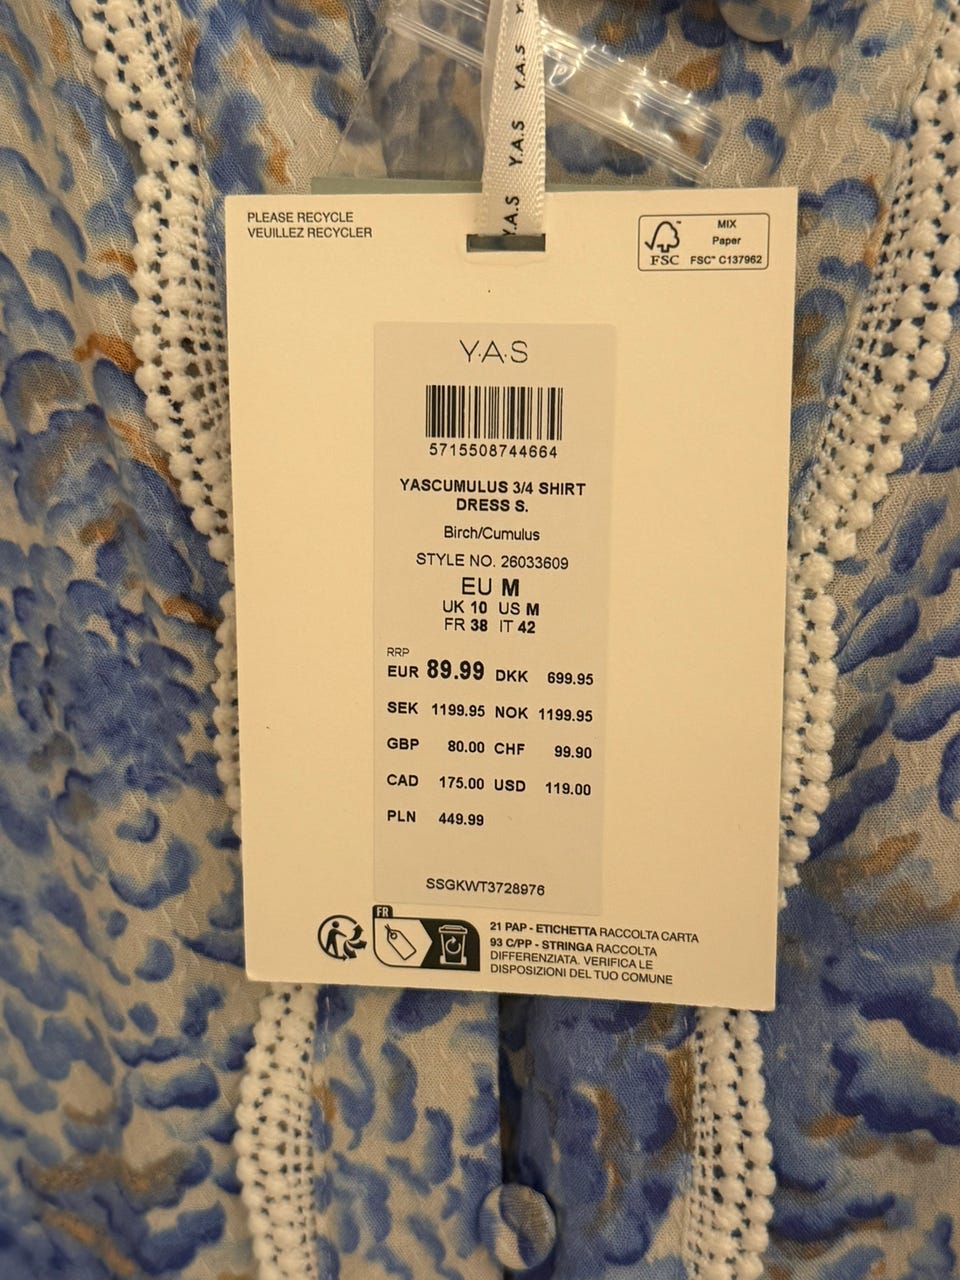 Y.A.S
Y.A.S
Y.A.S
PLEASE RECYCLE
VEUILLEZ RECYCLER
FSC
MIX
Paper
FSC™ C137962
Y.A.S
5715508744664
YASCUMULUS 3/4 SHIRT
DRESS S.
Birch/Cumulus
STYLE NO. 26033609
EU M
UK 10 US M
FR 38 IT 42
RRP
EUR 89.99 DKK 699.95
SEK 1199.95 NOK 1199.95
GBP 80.00 CHF 99.90
CAD 175.00 USD 119.00
PLN 449.99
SSGKWT3728976
FR
21 PAP - ETICHETTA RACCOLTA CARTA
93 C/PP - STRINGA RACCOLTA
DIFFERENZIATA. VERIFICA LE
DISPOSIZIONI DEL TUO COMUNE